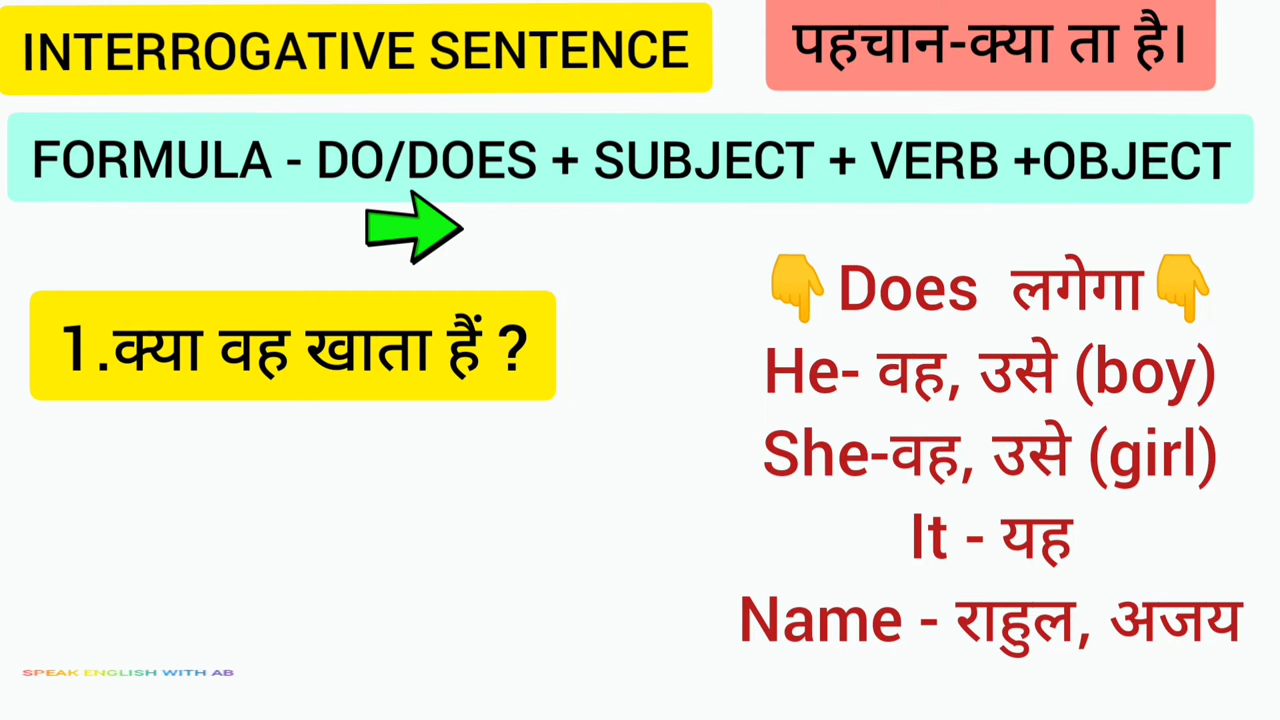 INTERROGATIVE SENTENCE
पहचान-क्या ता है।
FORMULA - DO/DOES + SUBJECT + VERB +OBJECT
1.क्या वह खाता हैं ?
👇Does लगेगा👇
He- वह, उसे (boy)
She-वह, उसे (girl)
It - यह
Name - राहुल, अजय
SPEAK ENGLISH WITH AB